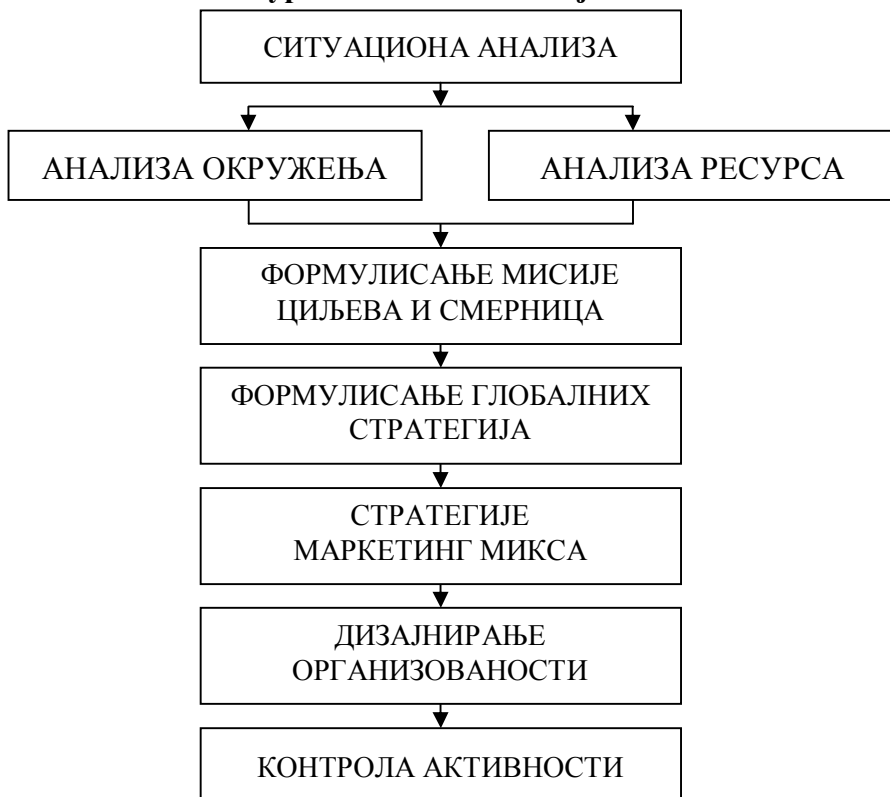 СИТУАЦИОНА АНАЛИЗА
АНАЛИЗА ОКРУЖЕЊА
АНАЛИЗА РЕСУРСА
ФОРМУЛИСАЊЕ МИСИЈЕ
ЦИЉЕВА И СМЕРНИЦА
ФОРМУЛИСАЊЕ ГЛОБАЛНИХ
СТРАТЕГИЈА
СТРАТЕГИЈЕ
МАРКЕТИНГ МИКСА
ДИЗАЈНИРАЊЕ
ОРГАНИЗОВАНОСТИ
КОНТРОЛА АКТИВНОСТИ